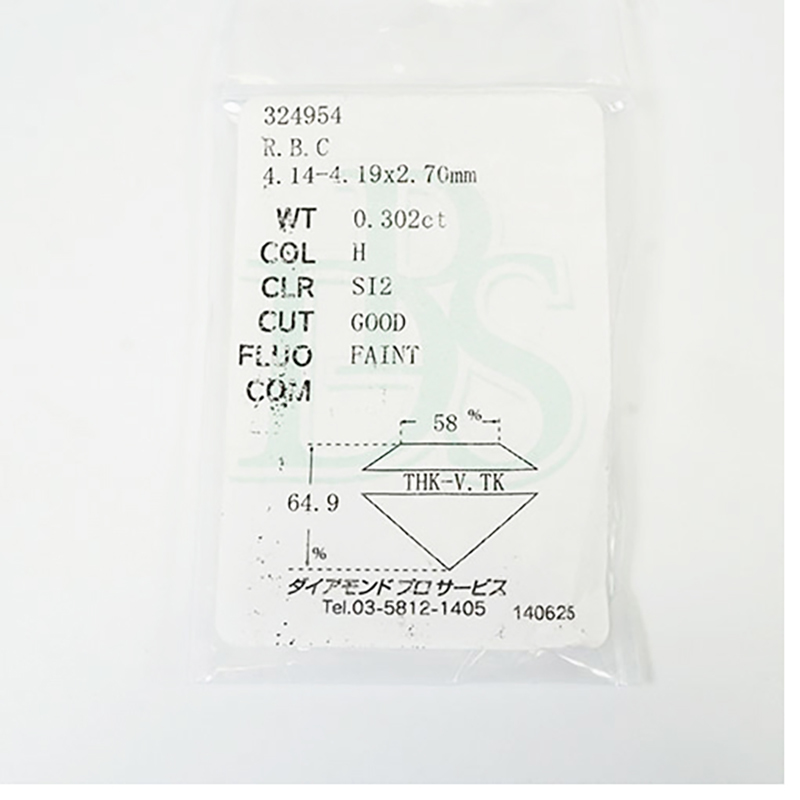 324954
R.B.C
4.14-4.19x2.70mm
WT 0.302ct
COL H
CLR SI2
CUT GOOD
FLUO FAINT
COM
58 %
THK-V.TK
64.9
%
ダイアモンド プロ サービス
Tel.03-5812-1405 140625
DPS